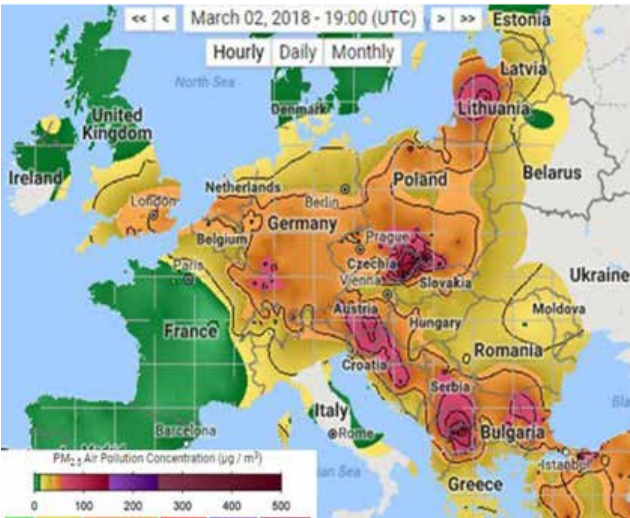 << < March 02, 2018 - 19:00 (UTC) > >>
Hourly Daily Monthly
Estonia
North Sea
Latvia
Denmark
Lithuania
United
Kingdom
Ireland
Belarus
Netherlands
Poland
London
Berlin
Germany
Belgium
Prague
Czechia
Paris
Vienna
Slovakia
Ukraine
Austria
Hungary
Moldova
France
Romania
Croatia
Serbia
Italy
Bulgaria
Barcelona
Rome
Istanbul
Greece
PM2.5 Air Pollution Concentration (µg / m³)
0 100 200 300 400 500